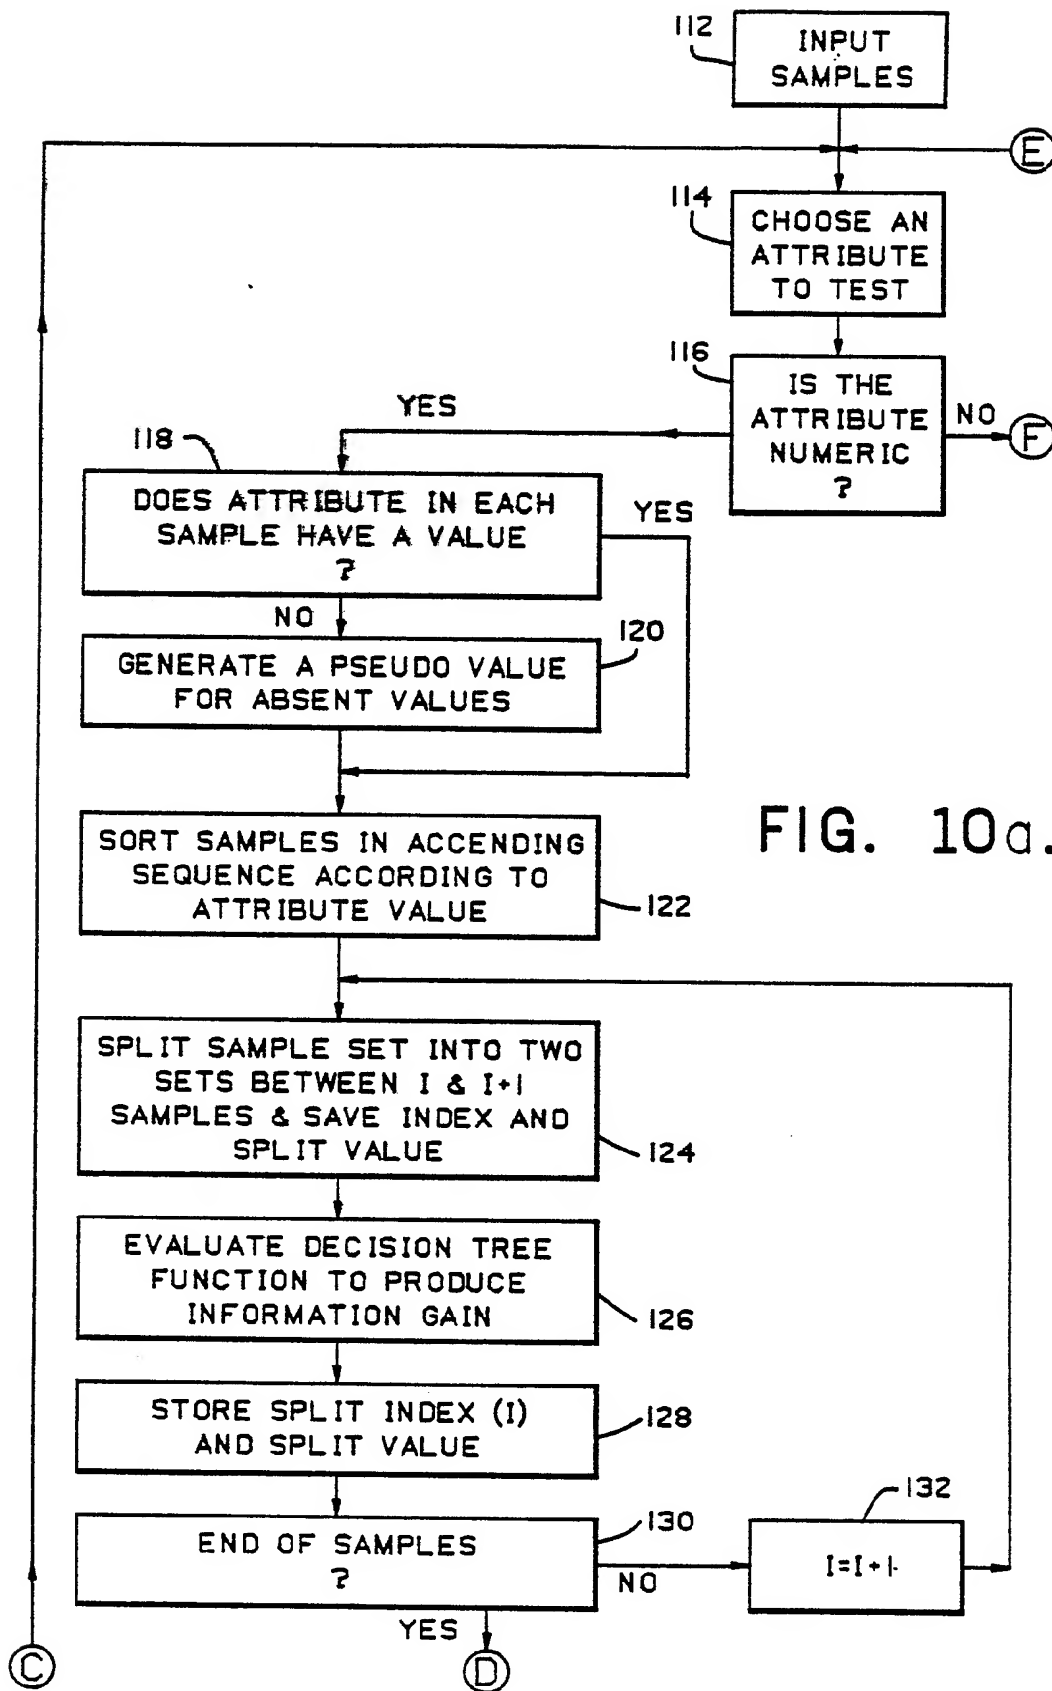 112
INPUT
SAMPLES
E
114
CHOOSE AN
ATTRIBUTE
TO TEST
116
IS THE
ATTRIBUTE
NUMERIC
?
NO
F
YES
118
DOES ATTRIBUTE IN EACH
SAMPLE HAVE A VALUE
?
YES
NO
120
GENERATE A PSEUDO VALUE
FOR ABSENT VALUES
SORT SAMPLES IN ACCENDING
SEQUENCE ACCORDING TO
ATTRIBUTE VALUE
122
FIG. 10a.
SPLIT SAMPLE SET INTO TWO
SETS BETWEEN I & I+1
SAMPLES & SAVE INDEX AND
SPLIT VALUE
124
EVALUATE DECISION TREE
FUNCTION TO PRODUCE
INFORMATION GAIN
126
STORE SPLIT INDEX (I)
AND SPLIT VALUE
128
END OF SAMPLES
?
130
NO
132
I=I+1
YES
C
D